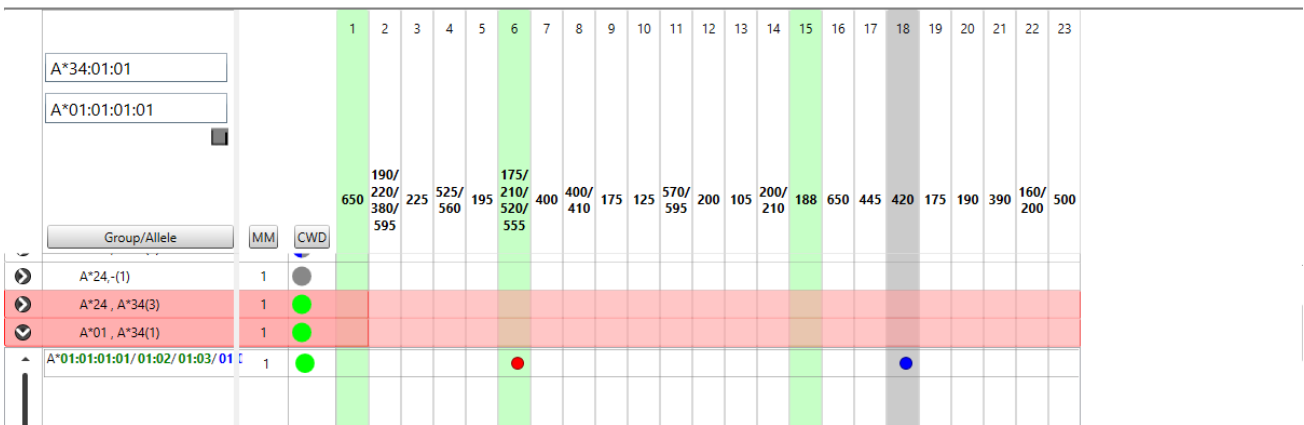 1 2 3 4 5 6 7 8 9 10 11 12 13 14 15 16 17 18 19 20 21 22 23
A*34:01:01
A*01:01:01:01
650 190/220/380/595 225 525/560 195 175/210/520/555 400 400/410 175 125 570/595 200 105 200/210 188 650 445 420 175 190 390 160/200 500
Group/Allele MM CWD
A*24,-(1) 1
A*24 , A*34(3) 1
A*01 , A*34(1) 1
A*01:01:01:01/ 01:02/ 01:03/ 01 1